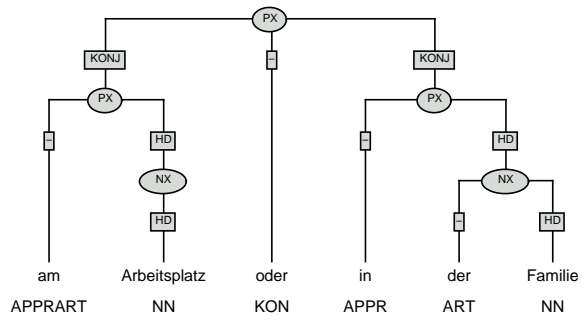 PX
KONJ – KONJ
PX PX
– HD – HD
NX NX
HD – HD
am Arbeitsplatz oder in der Familie
APPRART NN KON APPR ART NN